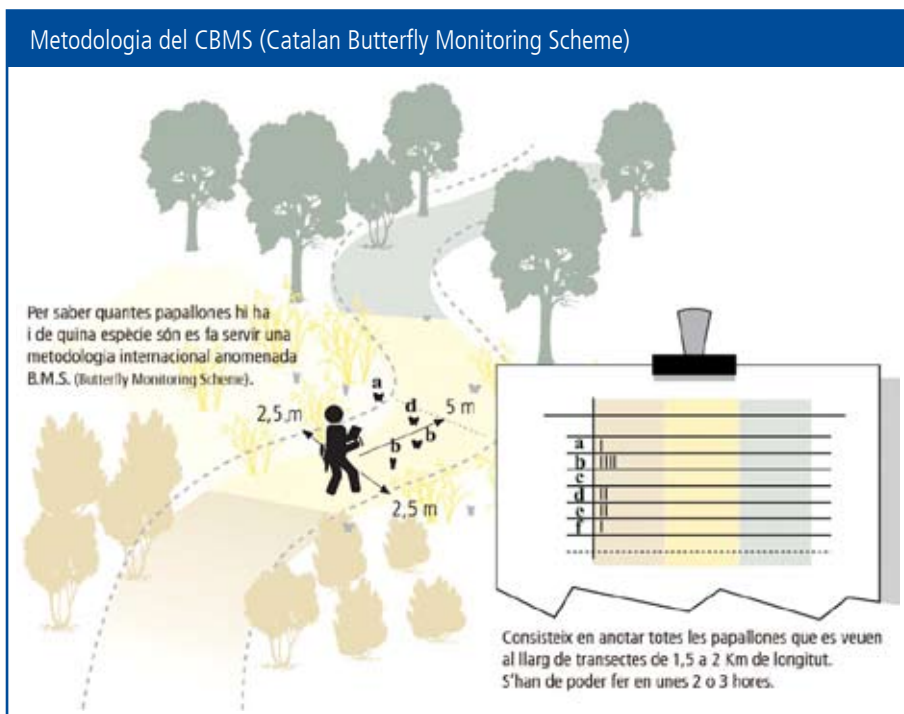 Metodologia del CBMS (Catalan Butterfly Monitoring Scheme)
Per saber quantes papallones hi ha
i de quina espècie són es fa servir una
metodologia internacional anomenada
B.M.S. (Butterfly Monitoring Scheme).
a
2,5 m
d
5 m
b
b
2,5 m
a
b
c
d
e
f
Consisteix en anotar totes les papallones que es veuen
al llarg de transectes de 1,5 a 2 Km de longitut.
S'han de poder fer en unes 2 o 3 hores.